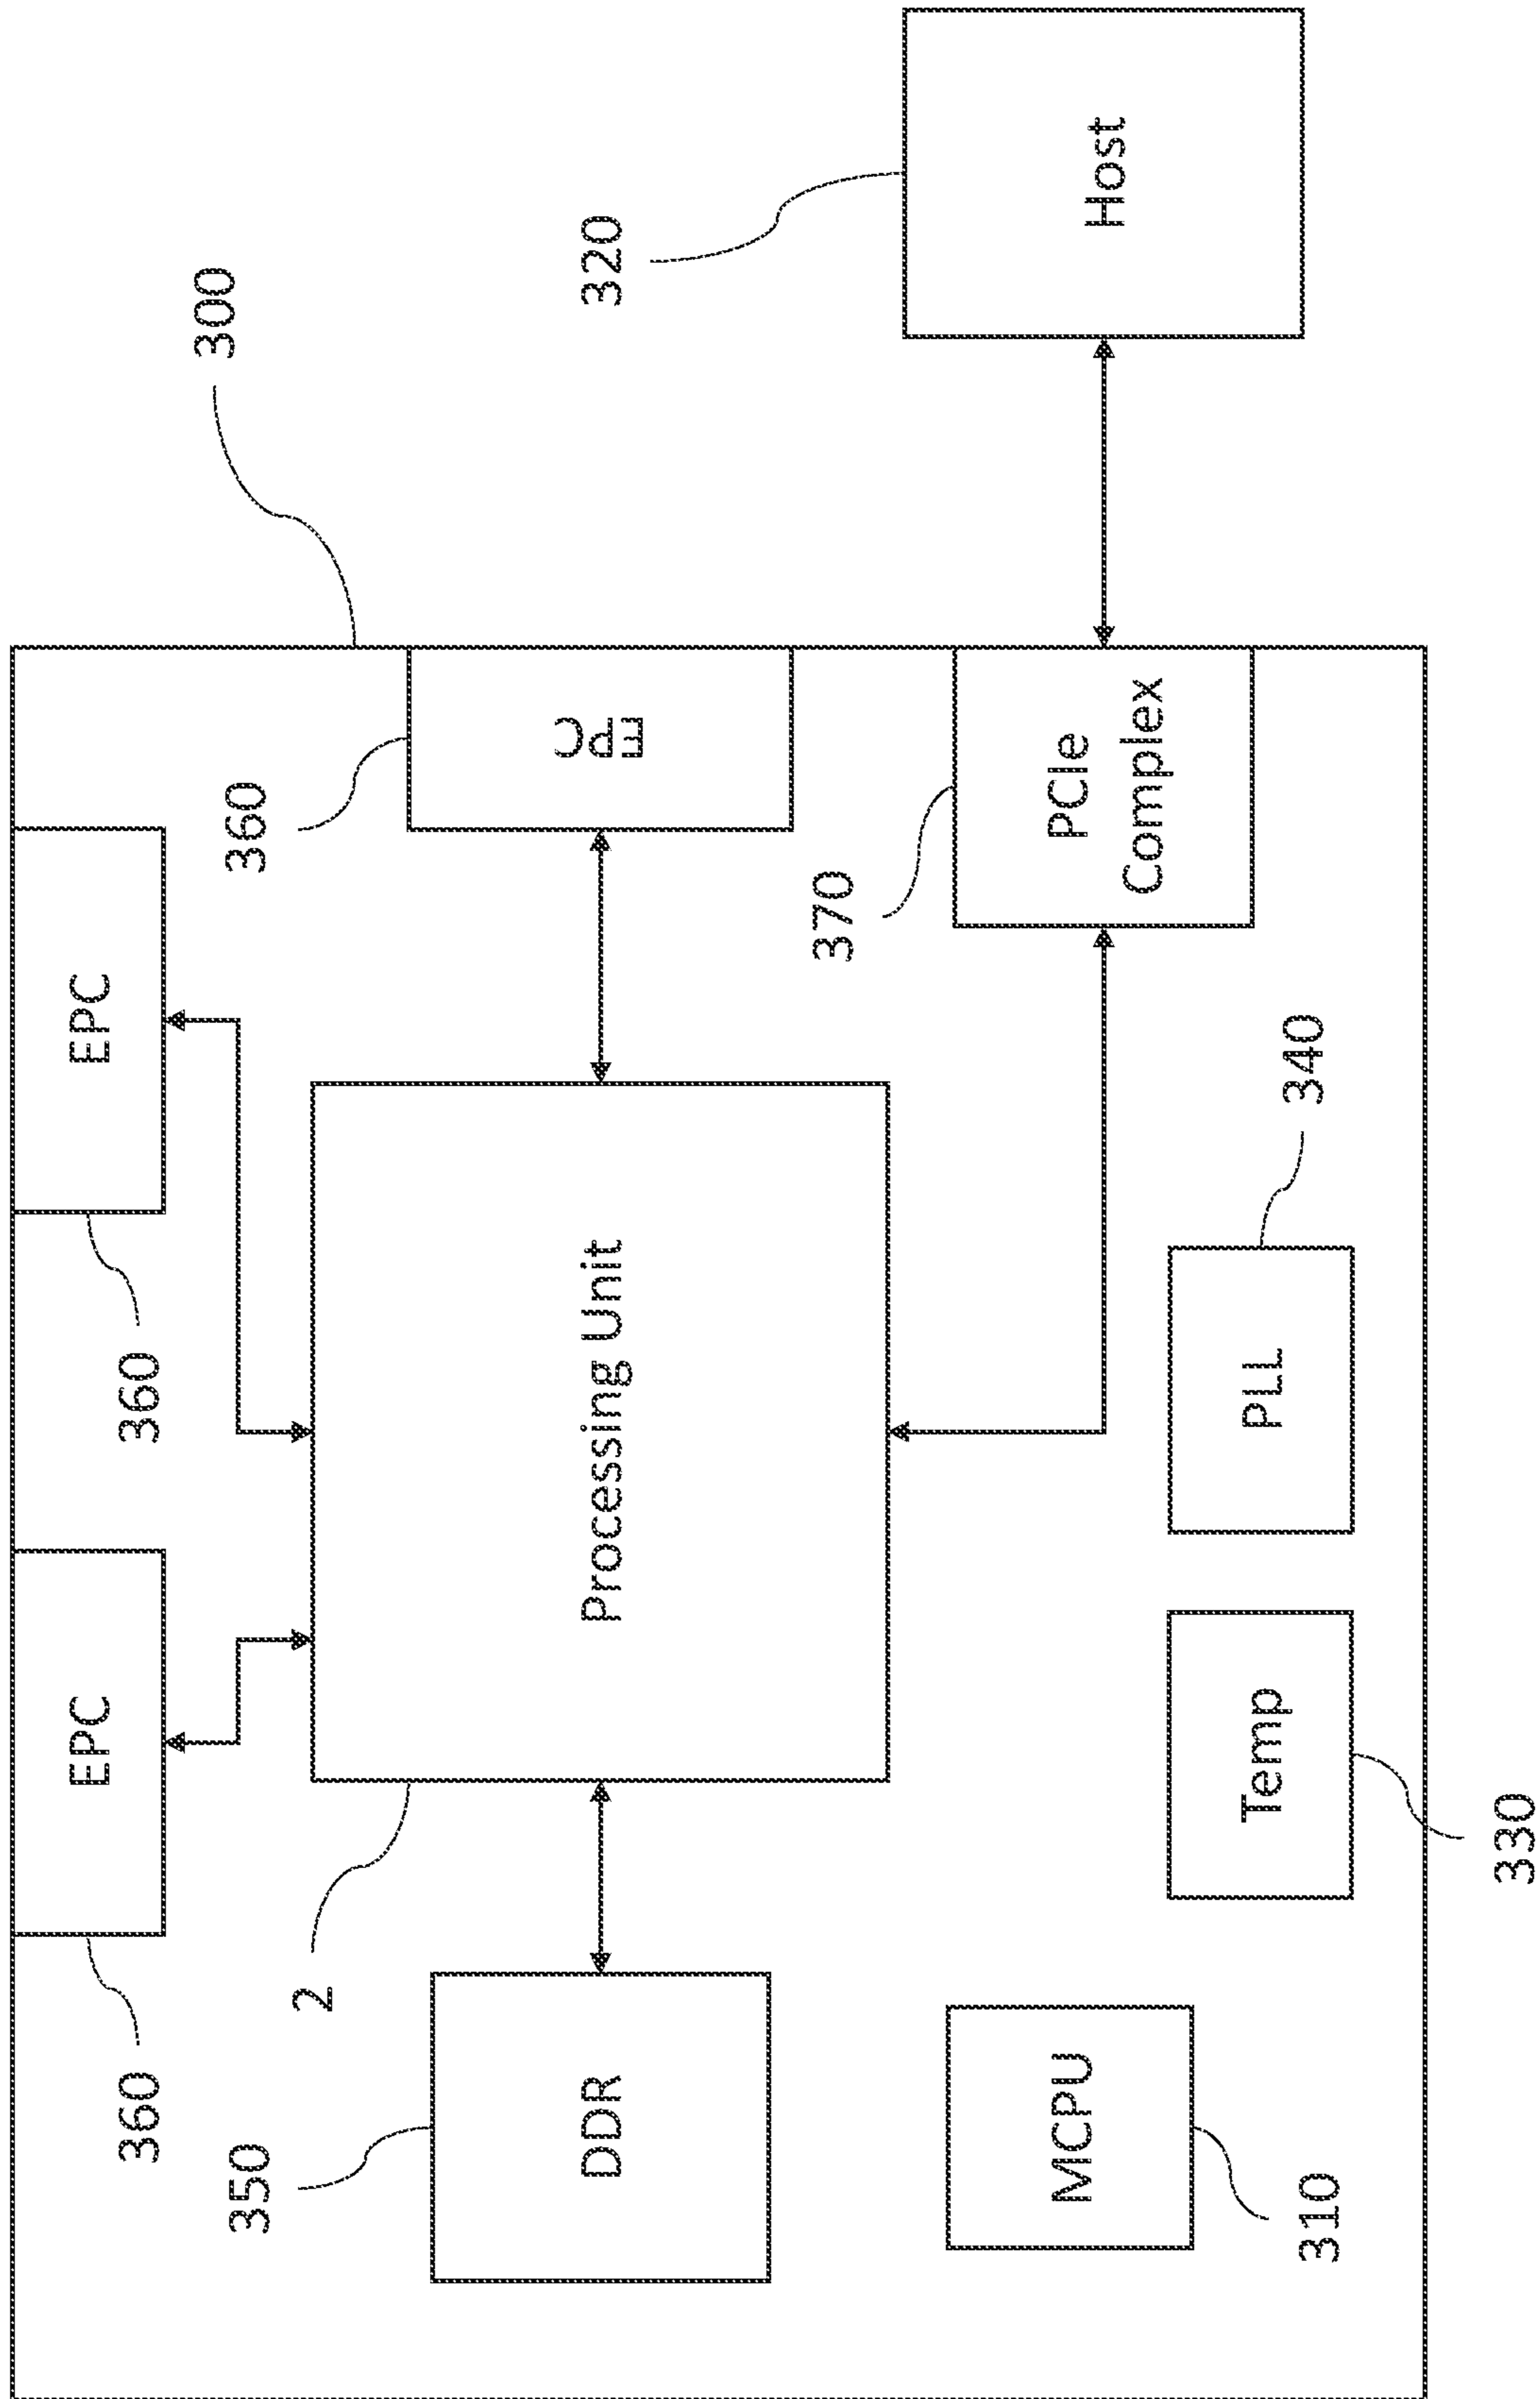 EPC
EPC
360
360
300
350
360
2
DDR
Processing Unit
EPC
320
370
MCPU
PCIe
Complex
Host
Temp
PLL
340
310
330